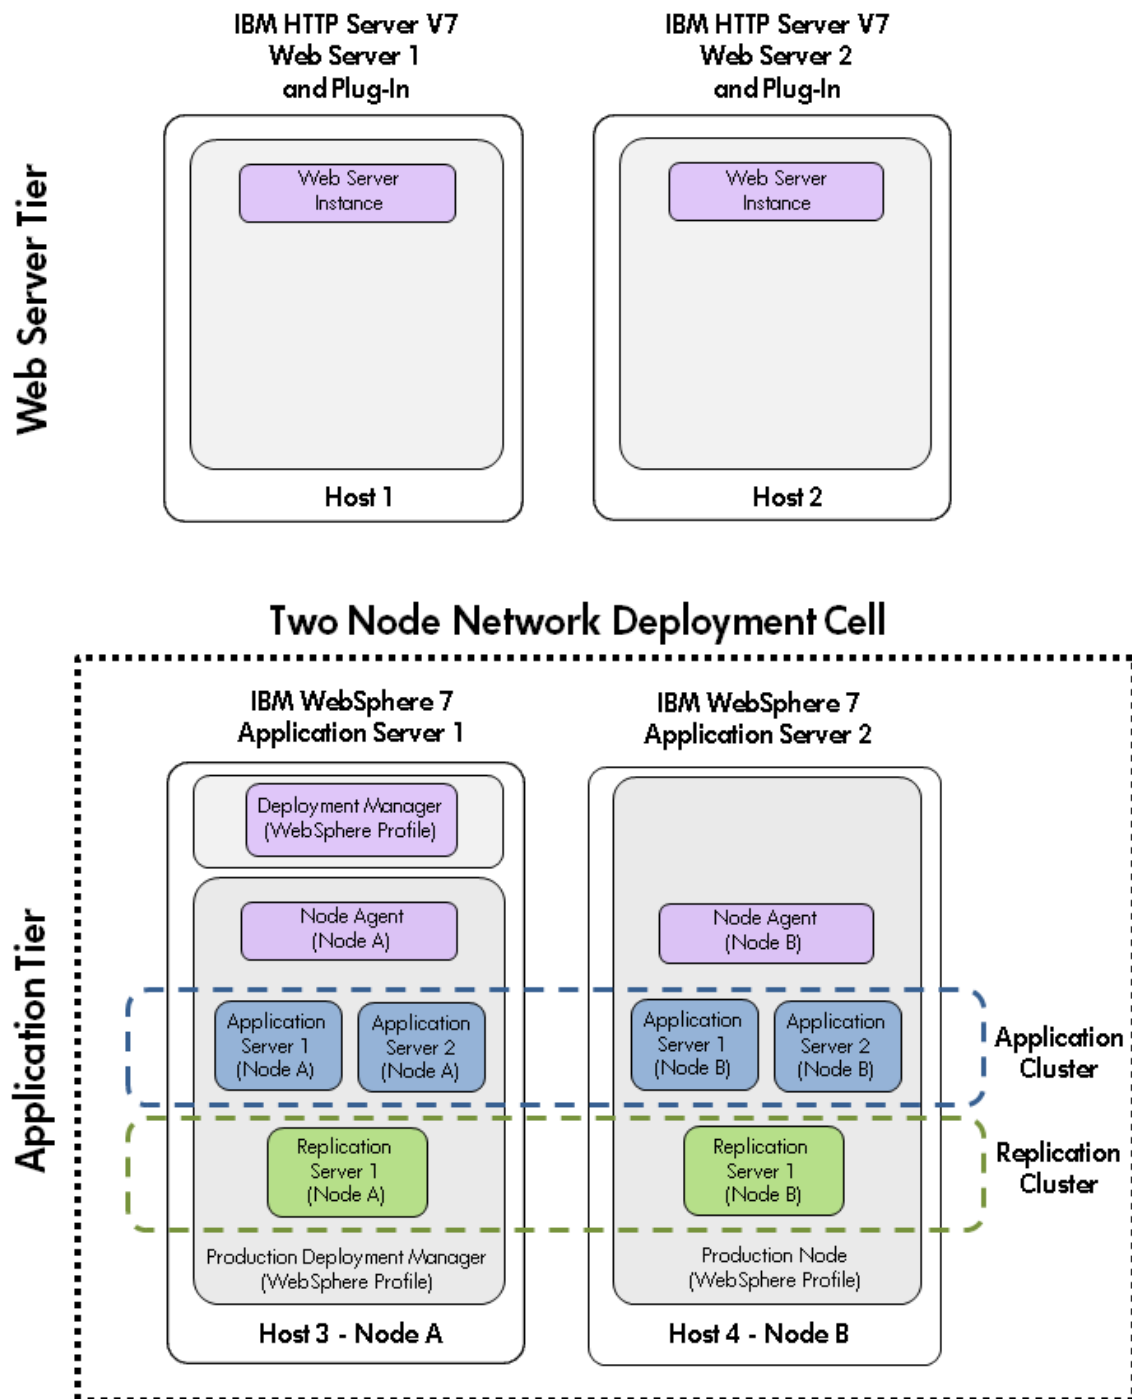 Web Server Tier
IBM HTTP Server V7
Web Server 1
and Plug-In
Web Server
Instance
Host 1
IBM HTTP Server V7
Web Server 2
and Plug-In
Web Server
Instance
Host 2
Two Node Network Deployment Cell
Application Tier
IBM WebSphere 7
Application Server 1
Deployment Manager
(WebSphere Profile)
Node Agent
(Node A)
Application
Server 1
(Node A)
Application
Server 2
(Node A)
Replication
Server 1
(Node A)
Production Deployment Manager
(WebSphere Profile)
Host 3 - Node A
IBM WebSphere 7
Application Server 2
Node Agent
(Node B)
Application
Server 1
(Node B)
Application
Server 2
(Node B)
Replication
Server 1
(Node B)
Production Node
(WebSphere Profile)
Host 4 - Node B
Application
Cluster
Replication
Cluster